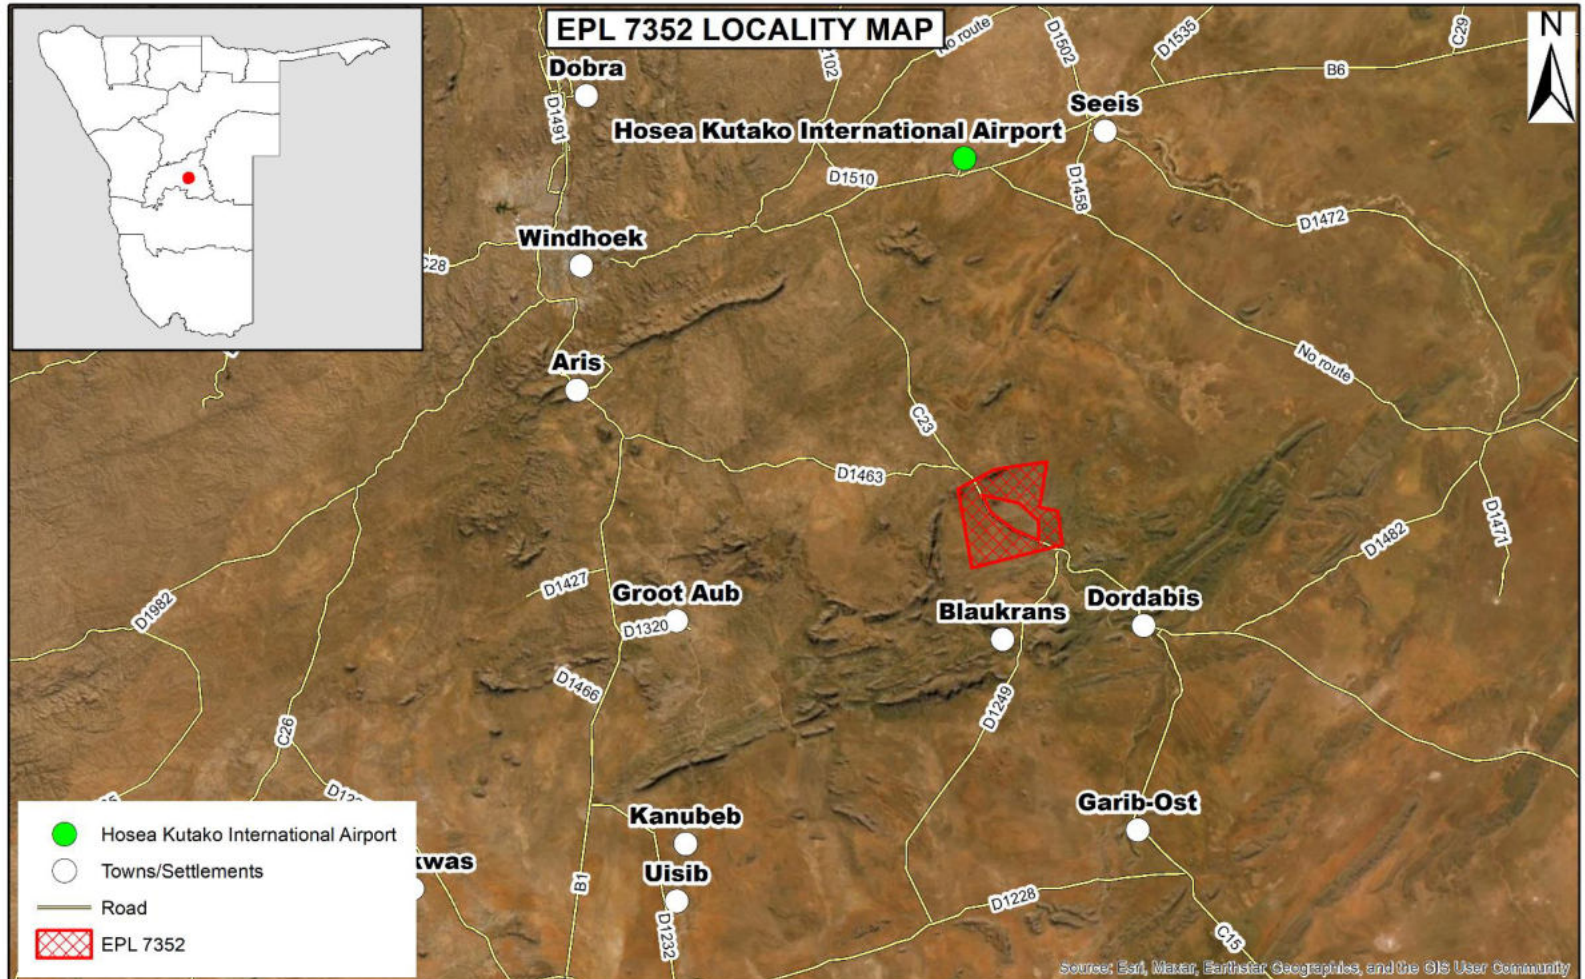 EPL 7352 LOCALITY MAP
N
No route
D1502
D1535
C29
B6
Dobra
D1491
Seeis
Hosea Kutako International Airport
D1510
D1458
D1472
Windhoek
C28
No route
Aris
C23
D1463
D1471
D1482
D1427
Groot Aub
D1320
D1982
Blaukrans
Dordabis
D1466
D1249
C26
Garib-Ost
Kanubeb
Uisib
kwas
B1
D1228
D1232
C15
Hosea Kutako International Airport
Towns/Settlements
Road
EPL 7352
Source: Esri, Maxar, Earthstar Geographics, and the GIS User Community